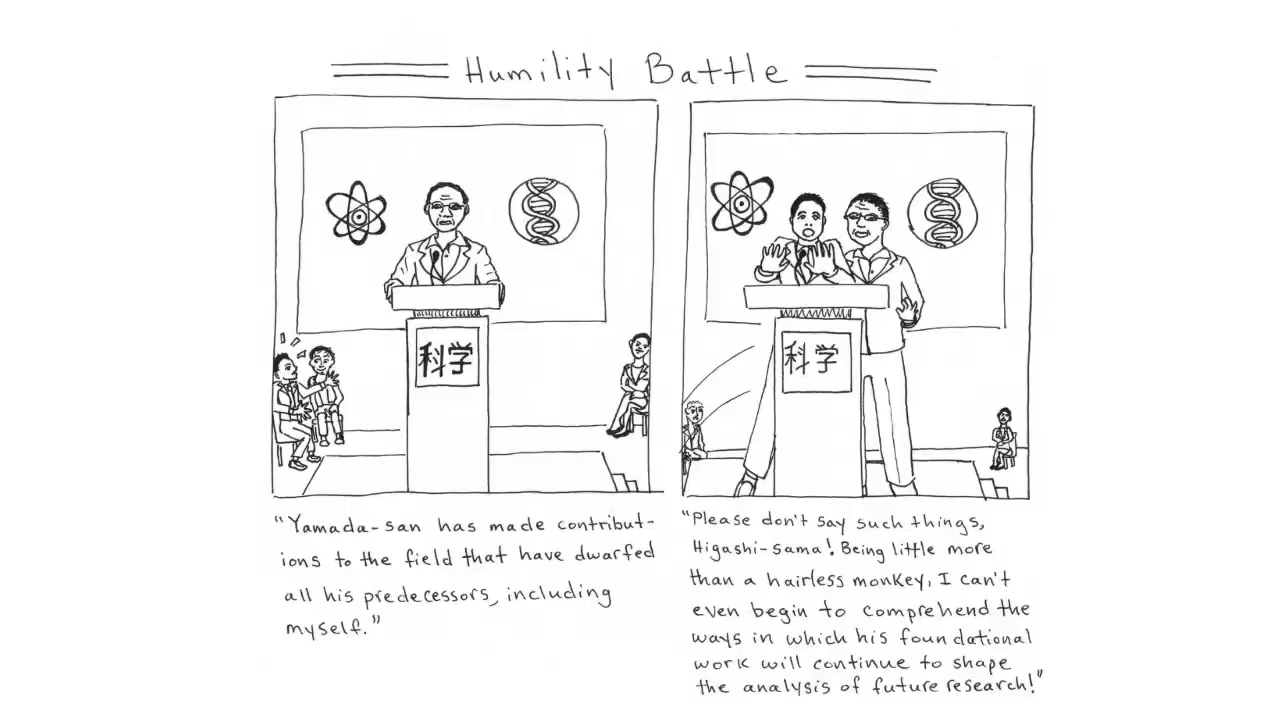 Humility Battle
科学
科学
"Yamada-san has made contribut-
ions to the field that have dwarfed
all his predecessors, including
myself."
"Please don't say such things,
Higashi-sama! Being little more
than a hairless monkey, I can't
even begin to comprehend the
ways in which his foundational
work will continue to shape
the analysis of future research!"